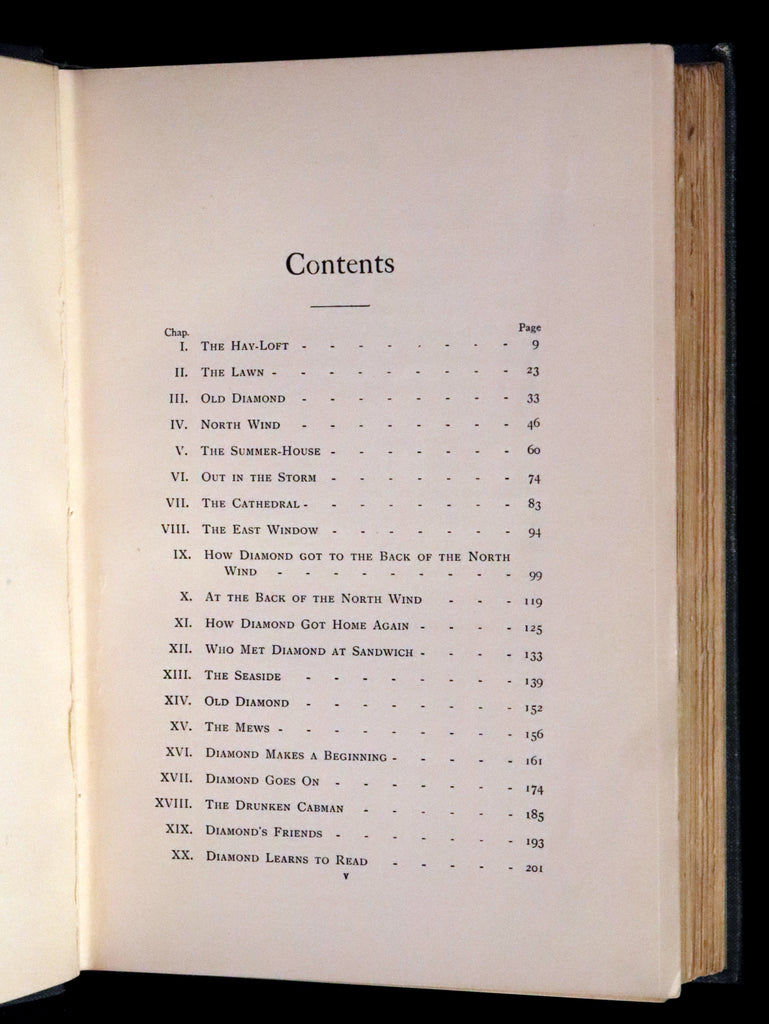 Contents
Chap. Page
I. The Hay-Loft - - - - - - - - 9
II. The Lawn - - - - - - - - - 23
III. Old Diamond - - - - - - - - 33
IV. North Wind - - - - - - - - 46
V. The Summer-House - - - - - - - 60
VI. Out in the Storm - - - - - - - 74
VII. The Cathedral - - - - - - - - 83
VIII. The East Window - - - - - - - 94
IX. How Diamond got to the Back of the North
Wind - - - - - - - - - 99
X. At the Back of the North Wind - - - 119
XI. How Diamond Got Home Again - - - - 125
XII. Who Met Diamond at Sandwich - - - - 133
XIII. The Seaside - - - - - - - - 139
XIV. Old Diamond - - - - - - - - 152
XV. The Mews - - - - - - - - - 156
XVI. Diamond Makes a Beginning - - - - - 161
XVII. Diamond Goes On - - - - - - - 174
XVIII. The Drunken Cabman - - - - - - 185
XIX. Diamond's Friends - - - - - - - 193
XX. Diamond Learns to Read - - - - - 201
v